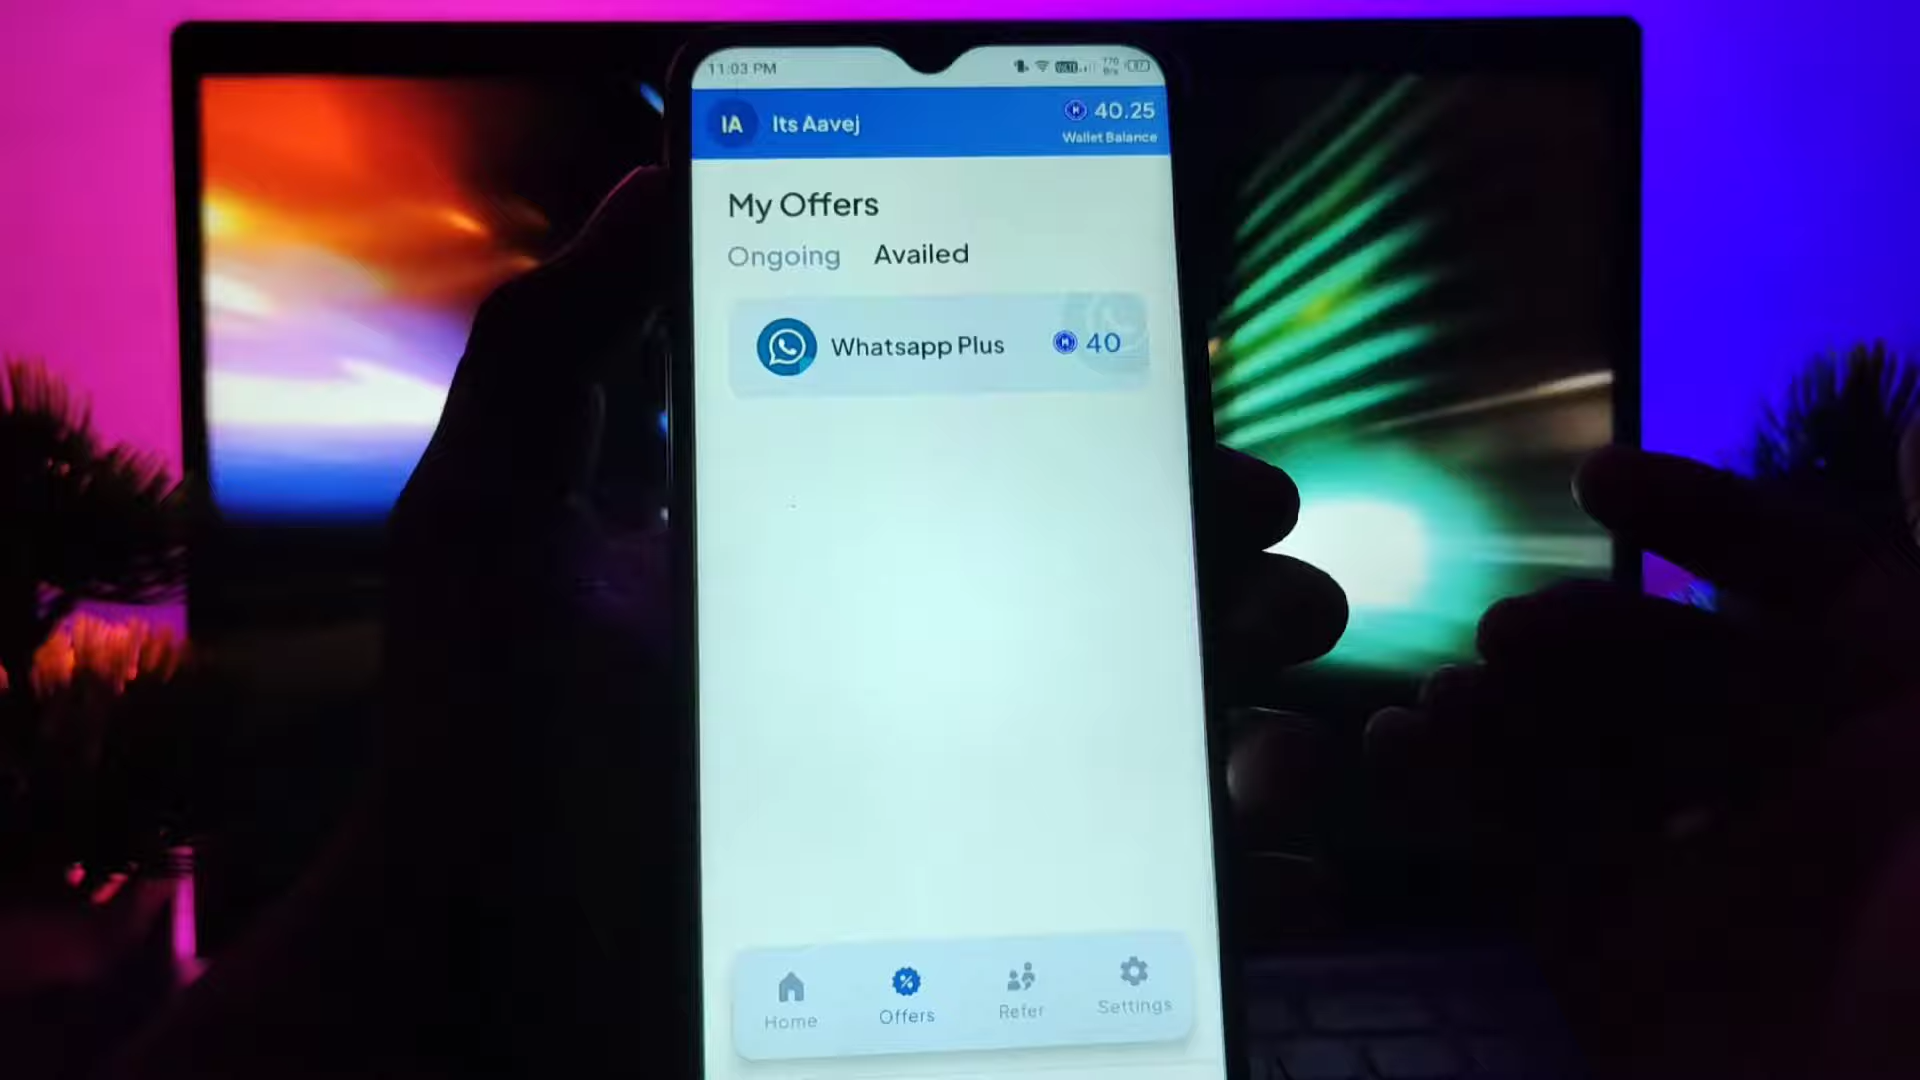 11:03 PM
IA Its Aavej
40.25
Wallet Balance
My Offers
Ongoing Availed
Whatsapp Plus 40
Home Offers Refer Settings